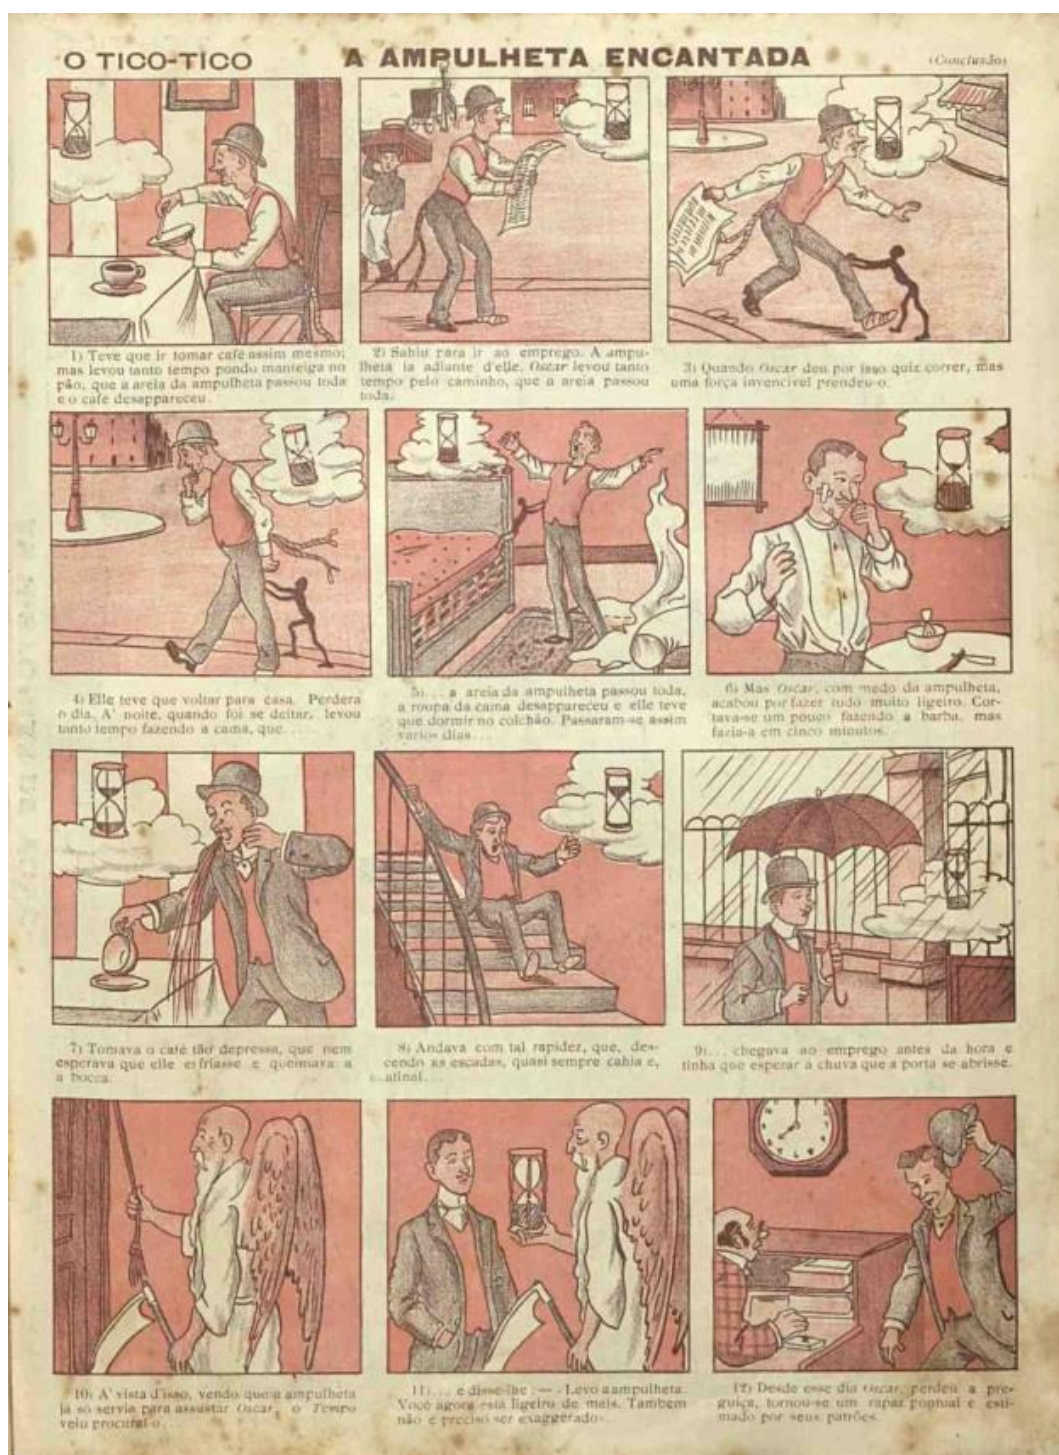 O TICO-TICO
A AMPULHETA ENCANTADA
(Conclusão)
1) Teve que ir tomar café assim mesmo;
mas levou tanto tempo pondo manteiga no
pão, que a areia da ampulheta passou toda
e o café desappareceu.
2) Sahiu para ir ao emprego. A ampu-
lheta ia adiante d'elle. Oscar levou tanto
tempo pelo caminho, que a areia passou
toda.
3) Quando Oscar deu por isso quiz correr, mas
uma força invencivel prendeu-o.
4) Elle teve que voltar para casa. Perdera
o dia. A' noite, quando foi se deitar, levou
tanto tempo fazendo a cama, que...
5)... a areia da ampulheta passou toda,
a roupa da cama desappareceu e elle teve
que dormir no colchão. Passaram-se assim
varios dias...
6) Mas Oscar, com medo da ampulheta,
acabou por fazer tudo muito ligeiro. Cor-
tava-se um pouco fazendo a barba, mas
fazia-a em cinco minutos.
7) Tomava o café tão depressa, que nem
esperava que elle esfriasse e queimava a
a bocca.
8) Andava com tal rapidez, que, des-
cendo as escadas, quasi sempre cahia e,
afinal...
9)... chegava ao emprego antes da hora e
tinha que esperar á chuva que a porta se abrisse.
10) A' vista d'isso, vendo que a ampulheta
já só servia para assustar Oscar, o Tempo
veiu procural-o...
11)... e disse-lhe: — Levo a ampulheta.
Você agora está ligeiro de mais. Tambem
não é preciso ser exaggerado.
12) Desde esse dia Oscar, perdeu a pre-
guiça, tornou-se um rapaz pontual e esti-
mado por seus patrões.